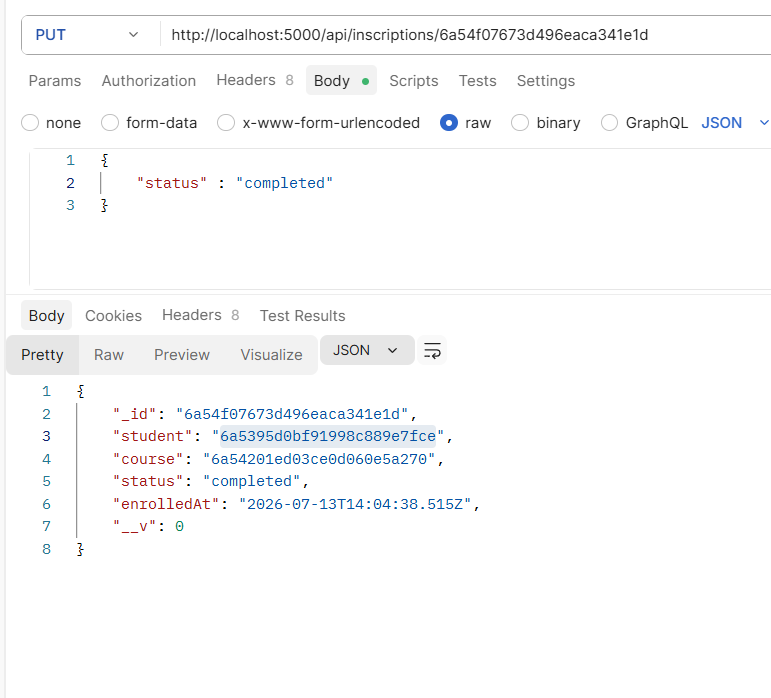 PUT http://localhost:5000/api/inscriptions/6a54f07673d496eaca341e1d
Params Authorization Headers 8 Body Scripts Tests Settings
none form-data x-www-form-urlencoded raw binary GraphQL JSON
1 {
2 "status" : "completed"
3 }
Body Cookies Headers 8 Test Results
Pretty Raw Preview Visualize JSON
1 {
2 "_id": "6a54f07673d496eaca341e1d",
3 "student": "6a5395d0bf91998c889e7fce",
4 "course": "6a54201ed03ce0d060e5a270",
5 "status": "completed",
6 "enrolledAt": "2026-07-13T14:04:38.515Z",
7 "__v": 0
8 }